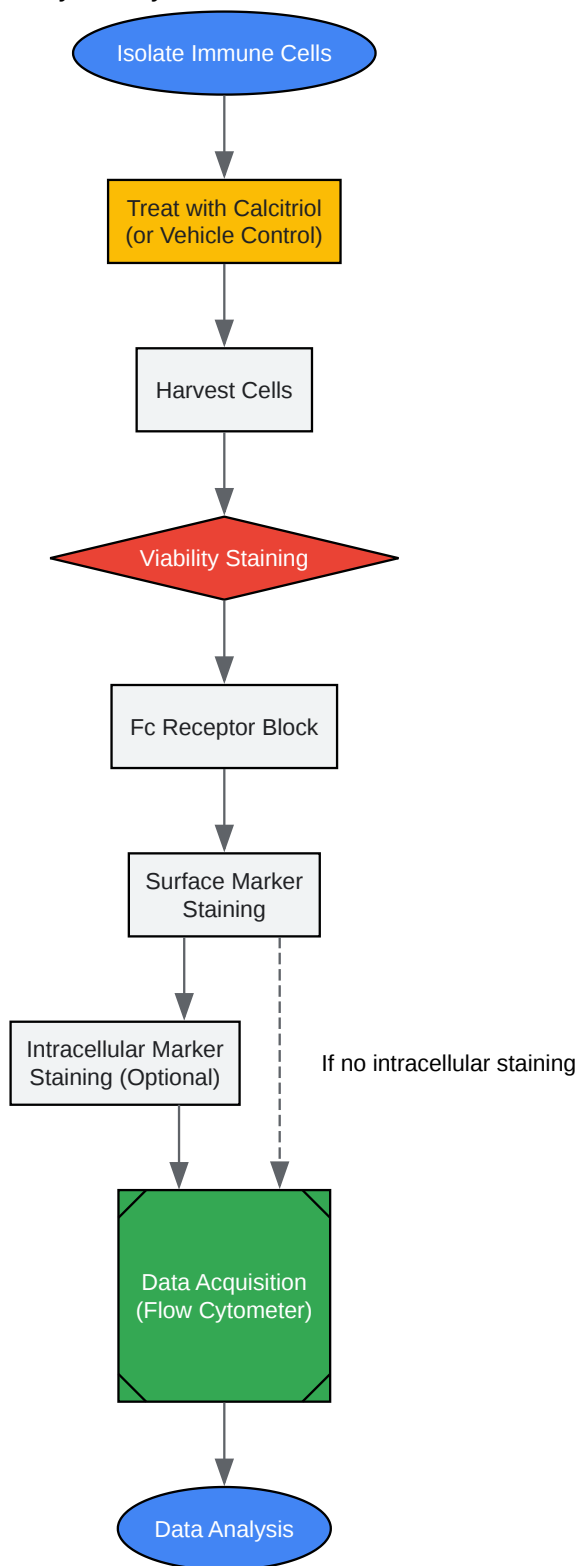 Isolate Immune Cells
Treat with Calcitriol
(or Vehicle Control)
Harvest Cells
Viability Staining
Fc Receptor Block
Surface Marker
Staining
Intracellular Marker
Staining (Optional)
If no intracellular staining
Data Acquisition
(Flow Cytometer)
Data Analysis